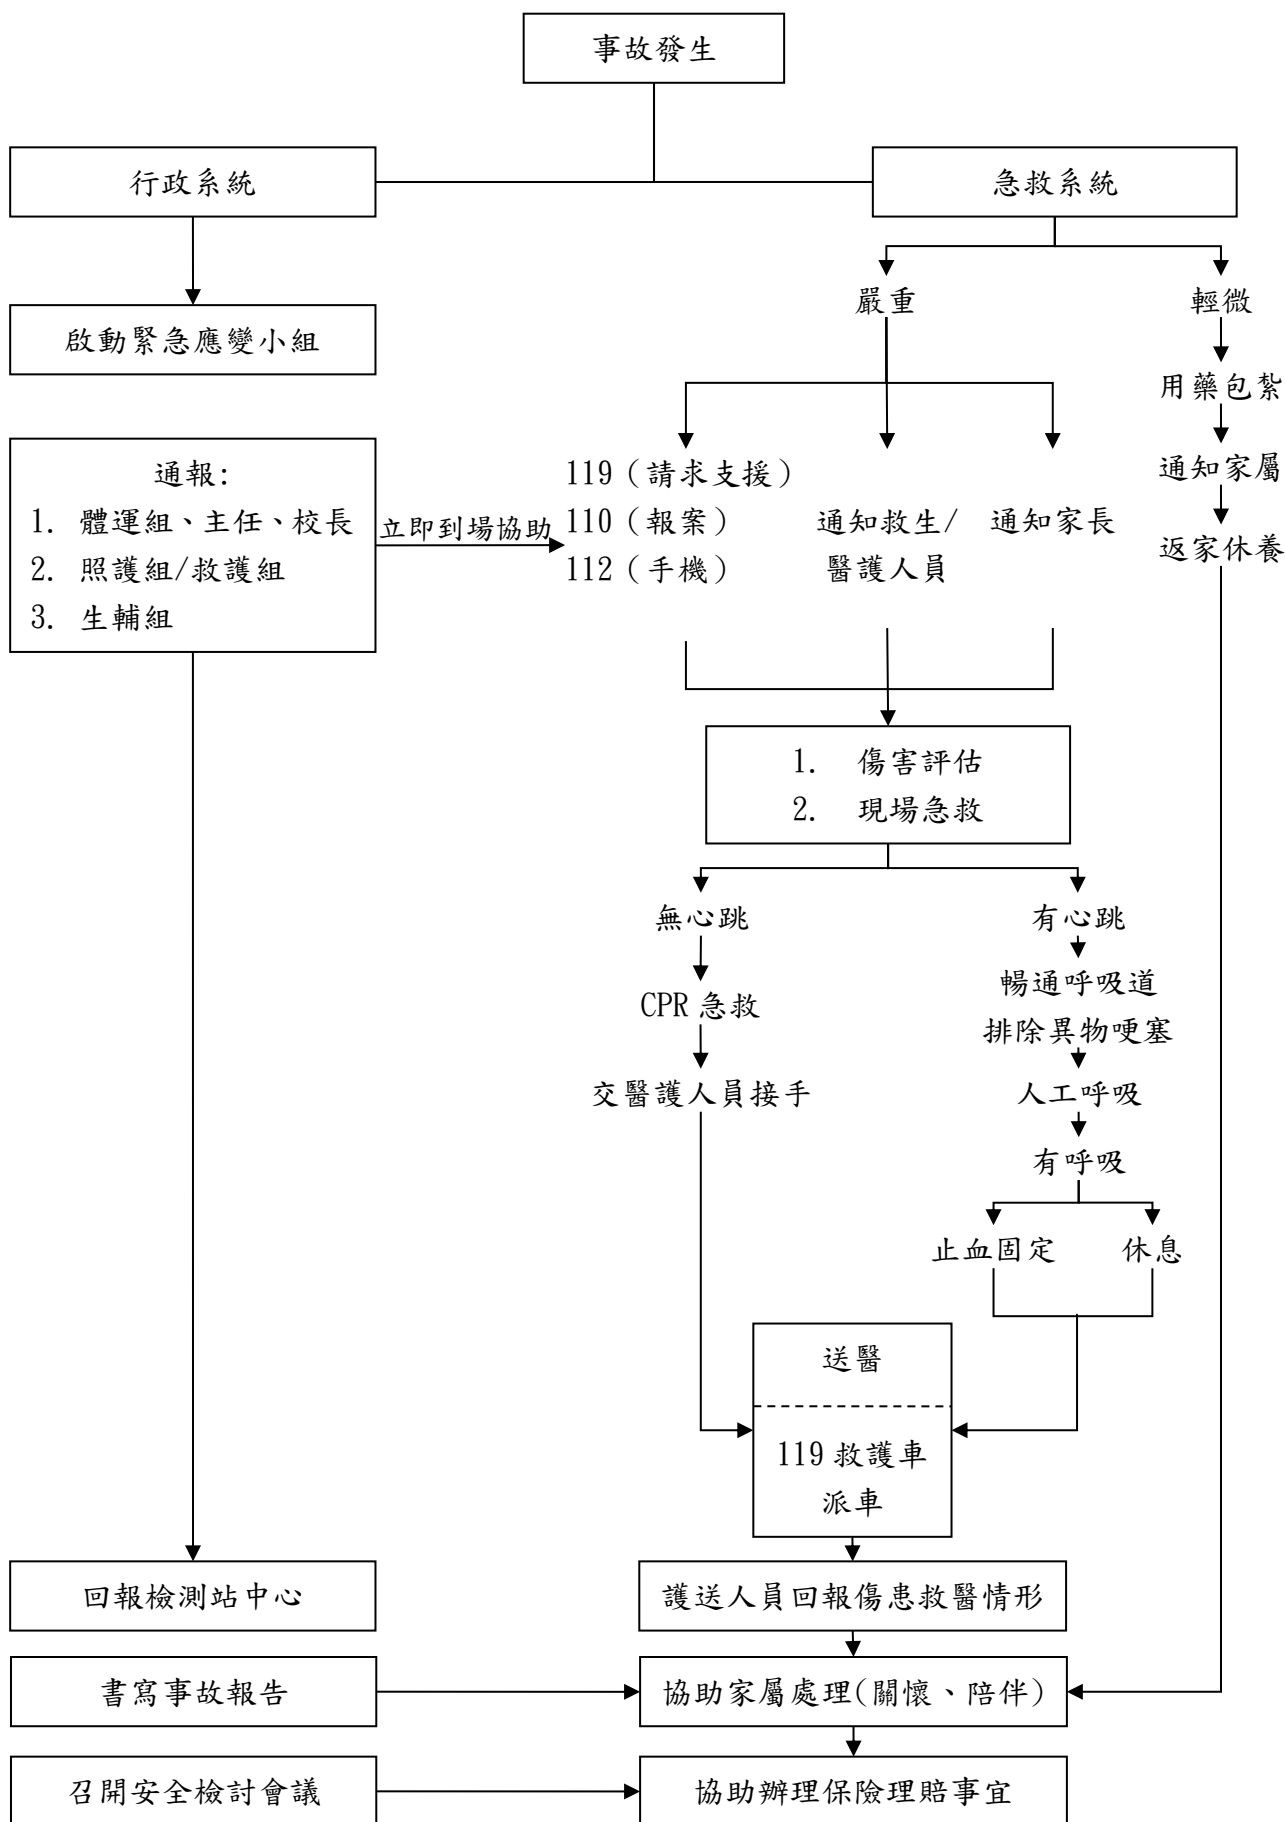 事故發生
行政系統
急救系統
嚴重
輕微
啟動緊急應變小組
用藥包紮
通報:
1. 體運組、主任、校長
2. 照護組/救護組
3. 生輔組
立即到場協助
119（請求支援）
110（報案）
112（手機）
通知救生/
醫護人員
通知家長
通知家屬
返家休養
1. 傷害評估
2. 現場急救
無心跳
有心跳
CPR 急救
暢通呼吸道
排除異物哽塞
交醫護人員接手
人工呼吸
有呼吸
止血固定
休息
送醫
119 救護車
派車
回報檢測站中心
護送人員回報傷患救醫情形
書寫事故報告
協助家屬處理(關懷、陪伴)
召開安全檢討會議
協助辦理保險理賠事宜